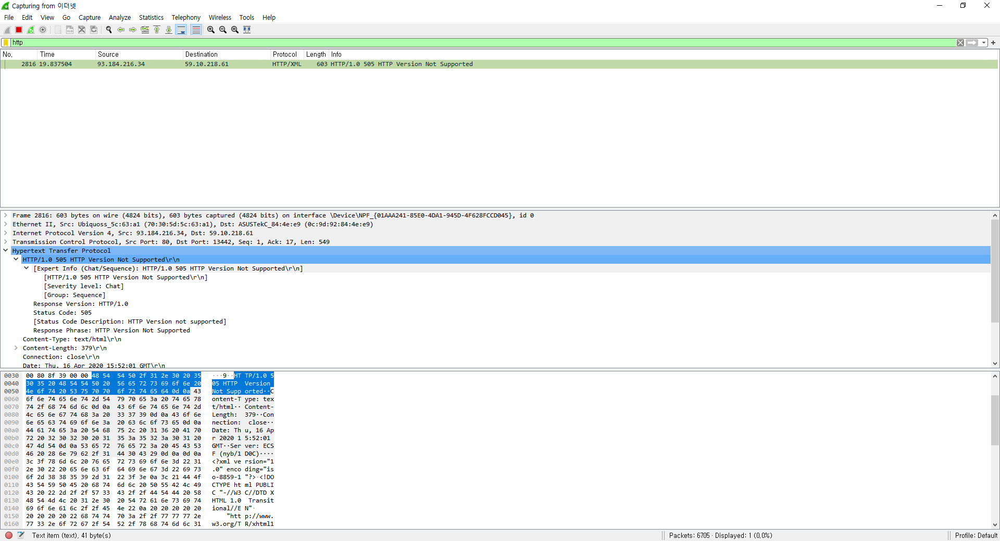 Capturing from 이더넷
File Edit View Go Capture Analyze Statistics Telephony Wireless Tools Help
http
No. Time Source Destination Protocol Length Info
2816 19.837504 93.184.216.34 59.10.218.61 HTTP/XML 603 HTTP/1.0 505 HTTP Version Not Supported
Frame 2816: 603 bytes on wire (4824 bits), 603 bytes captured (4824 bits) on interface \Device\NPF_{01AAA241-85E0-4DA1-945D-4F628FCCD045}, id 0
Ethernet II, Src: Ubiquoss_5c:63:a1 (70:30:5d:5c:63:a1), Dst: ASUSTekC_84:4e:e9 (0c:9d:92:84:4e:e9)
Internet Protocol Version 4, Src: 93.184.216.34, Dst: 59.10.218.61
Transmission Control Protocol, Src Port: 80, Dst Port: 13442, Seq: 1, Ack: 17, Len: 549
Hypertext Transfer Protocol
HTTP/1.0 505 HTTP Version Not Supported\r\n
[Expert Info (Chat/Sequence): HTTP/1.0 505 HTTP Version Not Supported\r\n]
[HTTP/1.0 505 HTTP Version Not Supported\r\n]
[Severity level: Chat]
[Group: Sequence]
Response Version: HTTP/1.0
Status Code: 505
[Status Code Description: HTTP Version not supported]
Response Phrase: HTTP Version Not Supported
Content-Type: text/html\r\n
Content-Length: 379\r\n
Connection: close\r\n
Date: Thu, 16 Apr 2020 15:52:01 GMT\r\n
0030 00 80 8f 39 00 00 48 54 54 50 2f 31 2e 30 20 35 ···9··HT TP/1.0 5
0040 30 35 20 48 54 54 50 20 56 65 72 73 69 6f 6e 20 05 HTTP Version
0050 4e 6f 74 20 53 75 70 70 6f 72 74 65 64 0d 0a 43 Not Supp orted··C
0060 6f 6e 74 65 6e 74 2d 54 79 70 65 3a 20 74 65 78 ontent-T ype: tex
0070 74 2f 68 74 6d 6c 0d 0a 43 6f 6e 74 65 6e 74 2d t/html·· Content-
0080 4c 65 6e 67 74 68 3a 20 33 37 39 0d 0a 43 6f 6e Length: 379··Con
0090 6e 65 63 74 69 6f 6e 3a 20 63 6c 6f 73 65 0d 0a nection: close··
00a0 44 61 74 65 3a 20 54 68 75 2c 20 31 36 20 41 70 Date: Th u, 16 Ap
00b0 72 20 32 30 32 30 20 31 35 3a 35 32 3a 30 31 20 r 2020 1 5:52:01
00c0 47 4d 54 0d 0a 53 65 72 76 65 72 3a 20 45 43 53 GMT··Ser ver: ECS
00d0 46 20 28 6e 79 62 2f 31 44 30 43 29 0d 0a 0d 0a F (nyb/1 D0C)····
00e0 3c 3f 78 6d 6c 20 76 65 72 73 69 6f 6e 3d 22 31 <?xml ve rsion="1
00f0 2e 30 22 20 65 6e 63 6f 64 69 6e 67 3d 22 69 73 .0" enco ding="is
0100 6f 2d 38 38 35 39 2d 31 22 3f 3e 0a 3c 21 44 4f o-8859-1 "?>·<!DO
0110 43 54 59 50 45 20 68 74 6d 6c 20 50 55 42 4c 49 CTYPE ht ml PUBLI
0120 43 20 22 2d 2f 2f 57 33 43 2f 2f 44 54 44 20 58 C "-//W3 C//DTD X
0130 48 54 4d 4c 20 31 2e 30 20 54 72 61 6e 73 69 74 HTML 1.0 Transit
0140 69 6f 6e 61 6c 2f 2f 45 4e 22 0a 20 20 20 20 20 ional//E N"·
0150 20 20 20 20 22 68 74 74 70 3a 2f 2f 77 77 77 2e "htt p://www.
0160 77 33 2e 6f 72 67 2f 54 52 2f 78 68 74 6d 6c 31 w3.org/T R/xhtml1
Text item (text), 41 byte(s) Packets: 6705 · Displayed: 1 (0,0%) Profile: Default